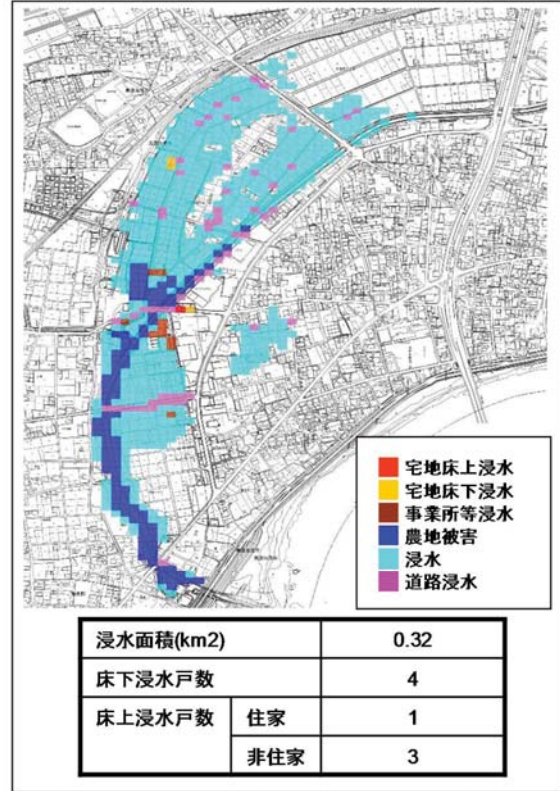 宅地床上浸水
宅地床下浸水
事業所等浸水
農地被害
浸水
道路浸水
浸水面積(km2) 0.32
床下浸水戸数 4
床上浸水戸数 住家 1
非住家 3